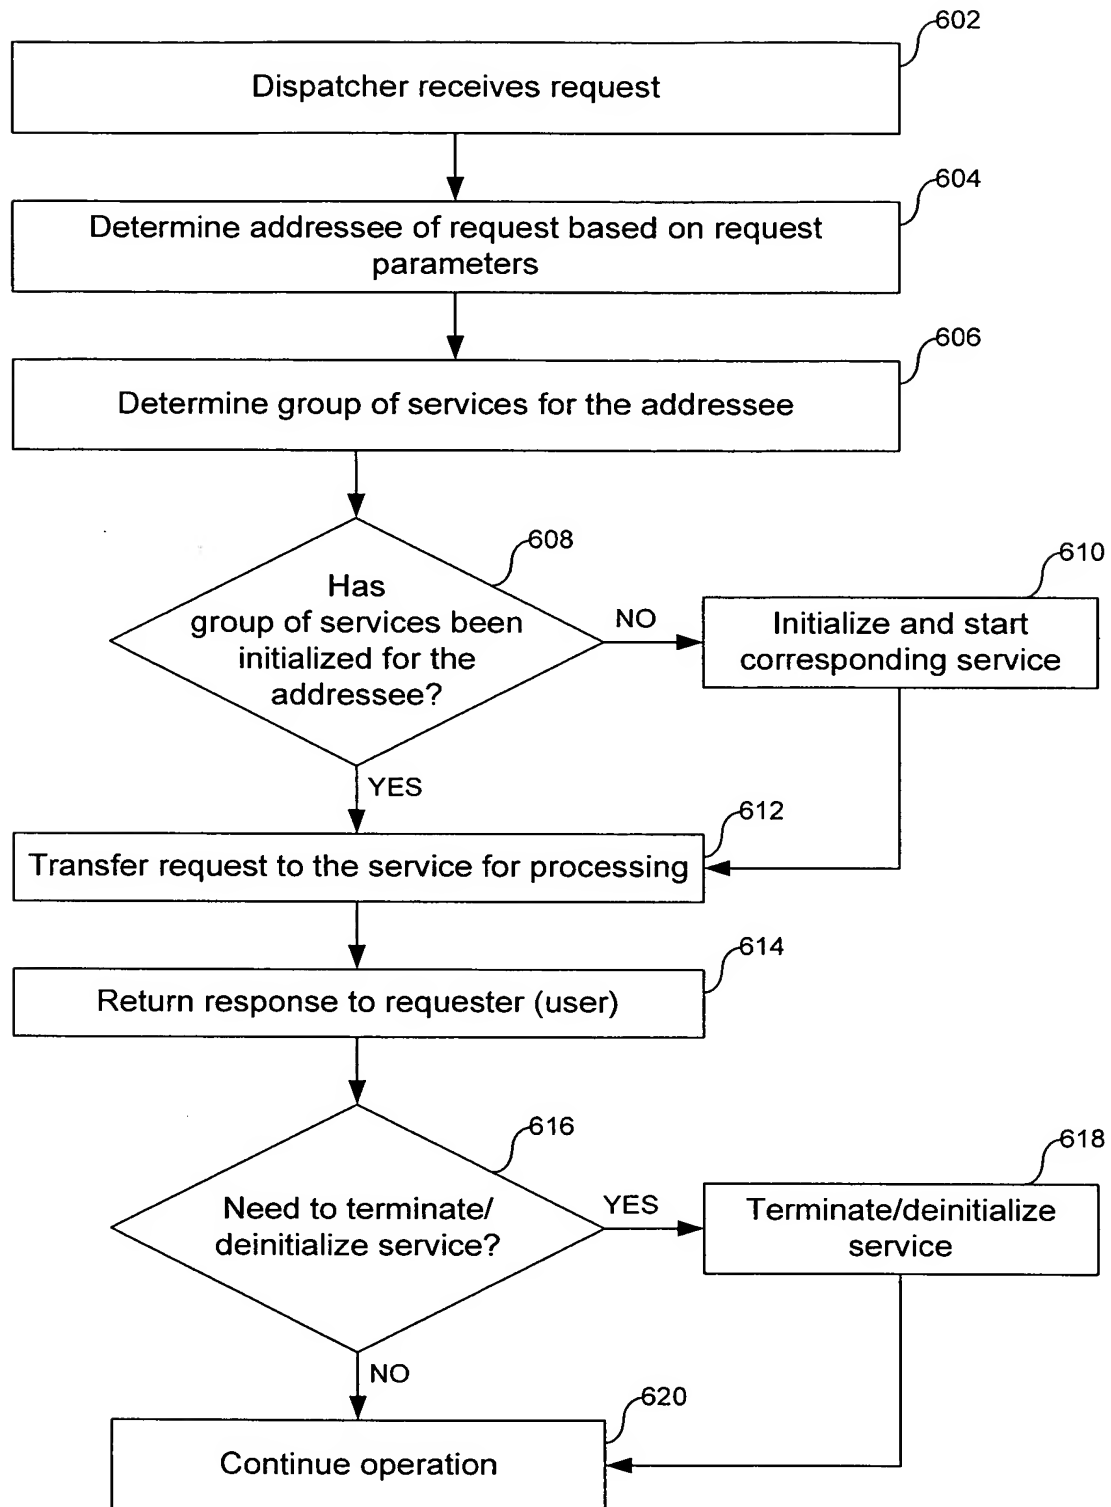 602
Dispatcher receives request
604
Determine addressee of request based on request
parameters
606
Determine group of services for the addressee
608
Has
group of services been
initialized for the
addressee?
NO
610
Initialize and start
corresponding service
YES
612
Transfer request to the service for processing
614
Return response to requester (user)
616
Need to terminate/
deinitialize service?
YES
618
Terminate/deinitialize
service
NO
620
Continue operation